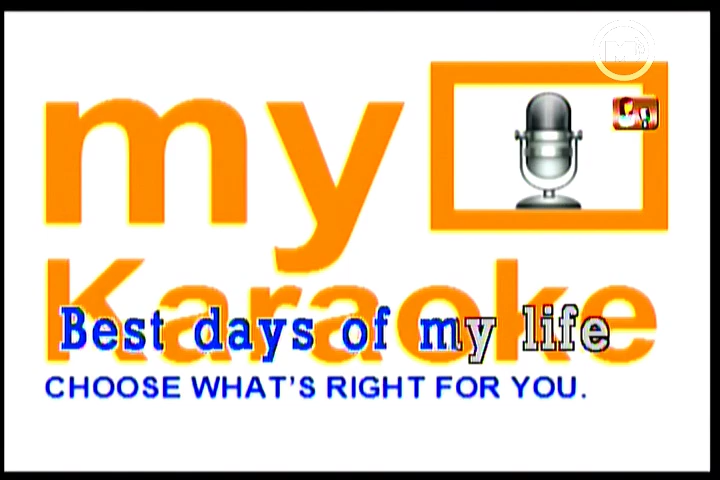 my
Karaoke
Best days of my life
CHOOSE WHAT'S RIGHT FOR YOU.